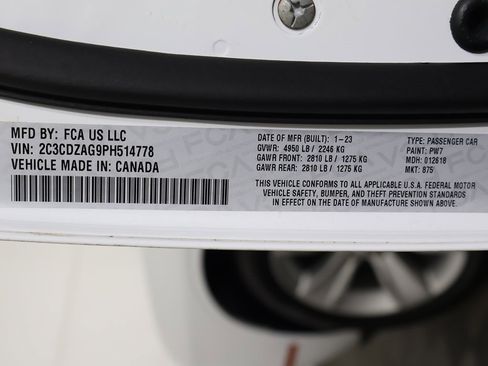 MFD BY: FCA US LLC
VIN: 2C3CDZAG9PH514778
VEHICLE MADE IN: CANADA
DATE OF MFR (BUILT): 1-23
GVWR: 4950 LB / 2246 KG
GAWR FRONT: 2810 LB / 1275 KG
GAWR REAR: 2810 LB / 1275 KG
TYPE: PASSENGER CAR
PAINT: PW7
MDH: 012618
MKT: 875
THIS VEHICLE CONFORMS TO ALL APPLICABLE U.S.A. FEDERAL MOTOR
VEHICLE SAFETY, BUMPER, AND THEFT PREVENTION STANDARDS
IN EFFECT ON THE DATE OF MANUFACTURE SHOWN ABOVE.